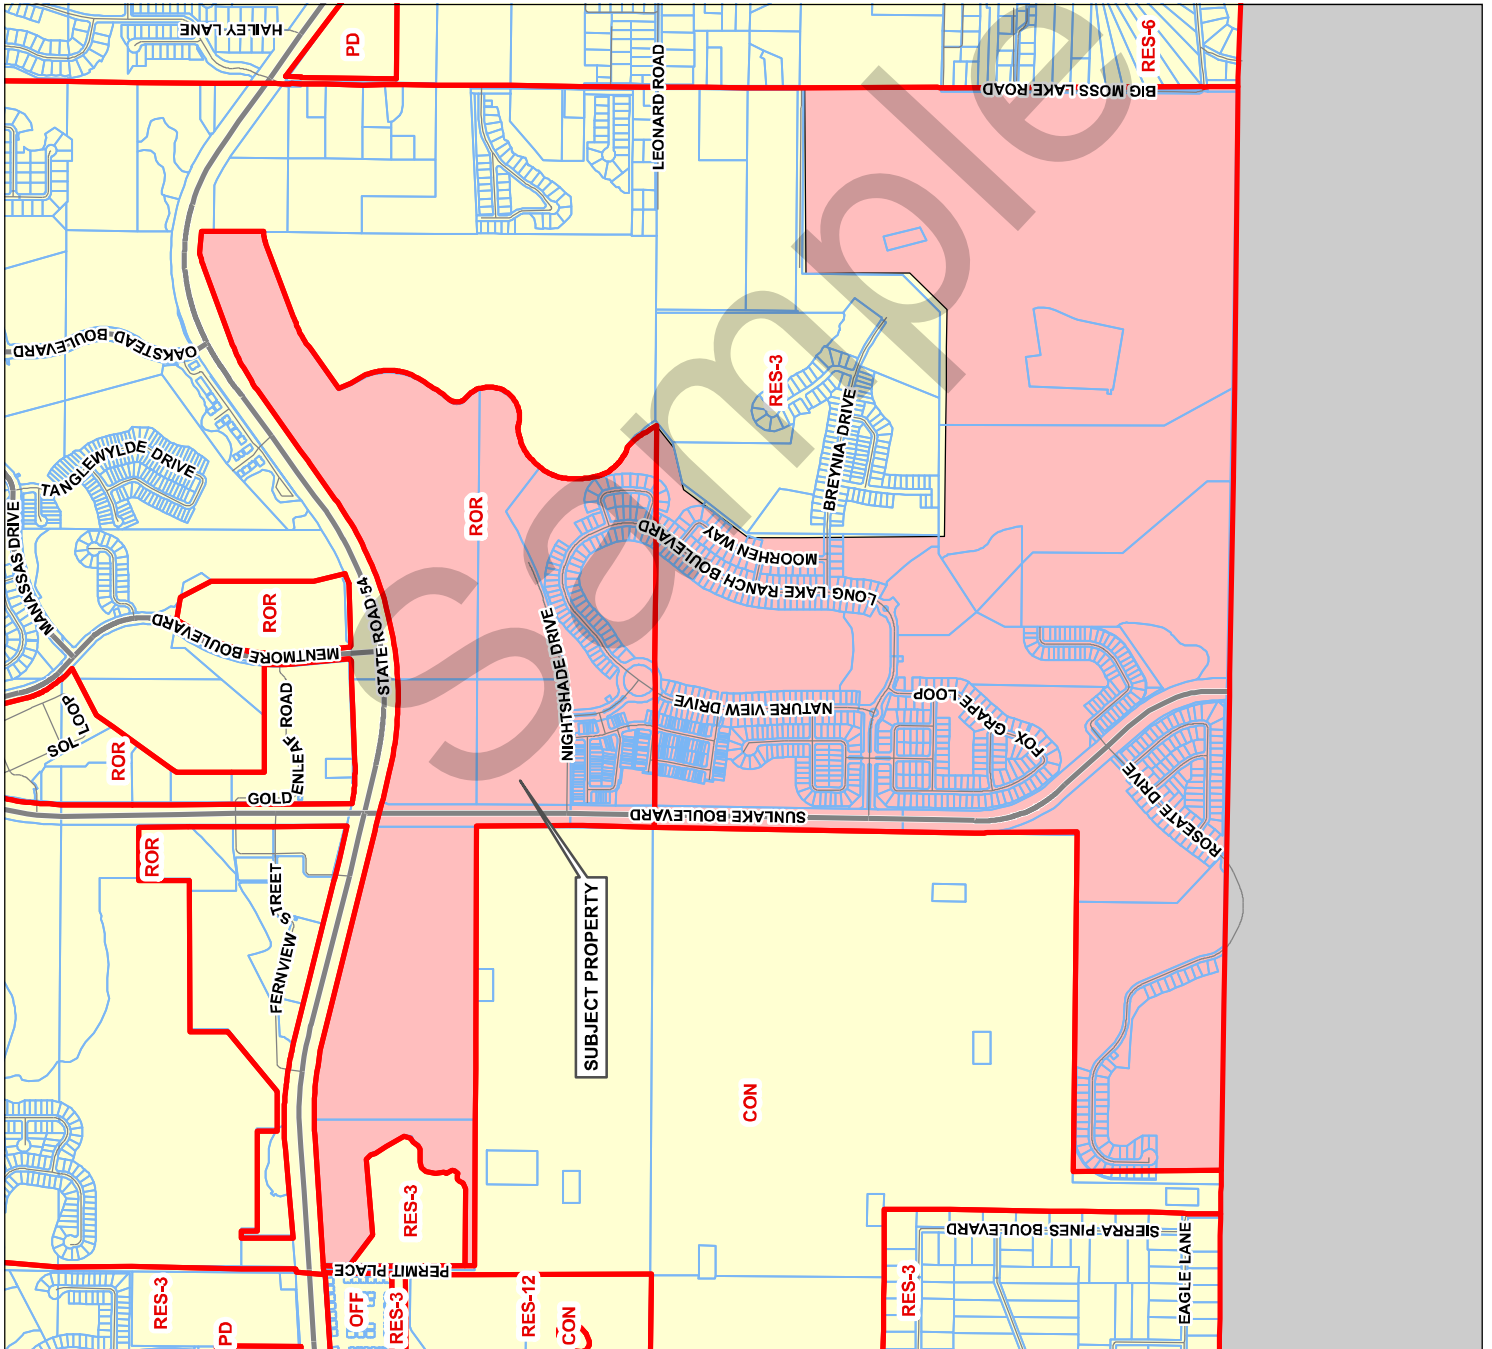 HAILEY LANE
PD
LEONARD ROAD
RES-6
BIG MOSS LAKE ROAD
OAKSTEAD BOULEVARD
RES-3
BREYNIA DRIVE
TANGLEWYLDE DRIVE
MANASSAS DRIVE
ROR
MOORHEN WAY
LONG LAKE RANCH BOULEVARD
ROR
MENTMORE BOULEVARD
STATE ROAD 54
NIGHTSHADE DRIVE
NATURE VIEW DRIVE
FOX GRAPE LOOP
SOL LOOP
ROR
GOLDENLEAF ROAD
SUNLAKE BOULEVARD
ROSEATE DRIVE
ROR
FERNVIEW STREET
SUBJECT PROPERTY
CON
RES-3
SIERRA PINES BOULEVARD
EAGLE LANE
PERMIT PLACE
RES-3
PD
OFF
RES-3
RES-12
CON
RES-3
Sample